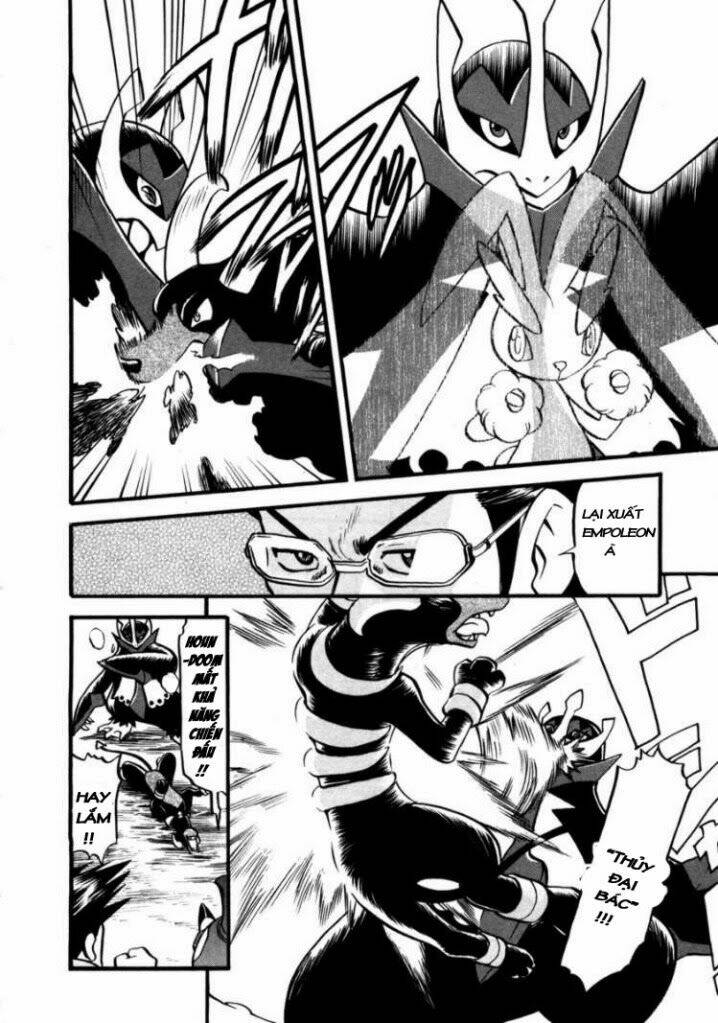 LẠI XUẤT
EMPOLEON
À
"THỦY
ĐẠI
BÁC"
!!!
HOUN
-DOOM
MẤT
KHẢ
NĂNG
CHIẾN
ĐẤU
!!
HAY
LẮM
!!